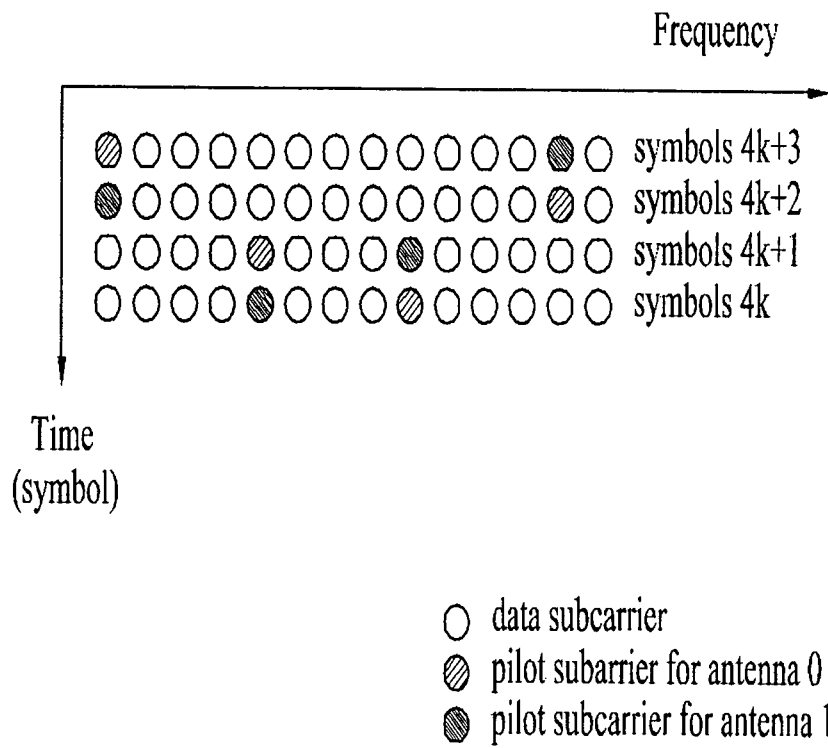 Frequency
symbols 4k+3
symbols 4k+2
symbols 4k+1
symbols 4k
Time
(symbol)
data subcarrier
pilot subarrier for antenna 0
pilot subcarrier for antenna 1